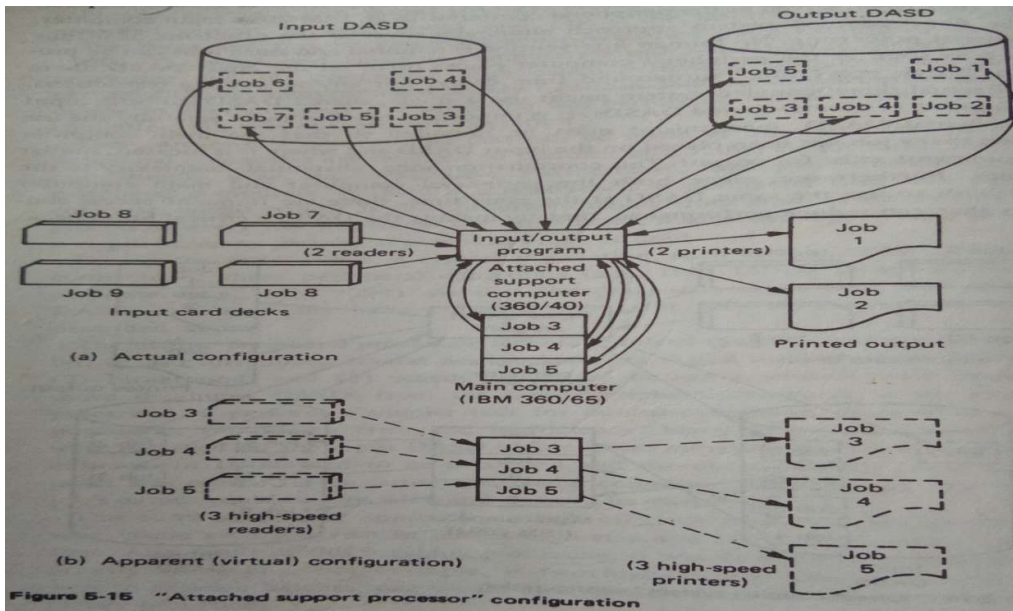 Input DASD
Output DASD
Job 6
Job 4
Job 7
Job 5
Job 3
Job 5
Job 1
Job 3
Job 4
Job 2
Job 8
Job 7
(2 readers)
Job 9
Job 8
Input card decks
Input/output
program
Attached
support
computer
(360/40)
(2 printers)
Job
1
Job
2
Printed output
Job 3
Job 4
Job 5
Main computer
(IBM 360/65)
(a) Actual configuration
Job 3
Job 4
Job 5
(3 high-speed
readers)
Job 3
Job 4
Job 5
Job
3
Job
4
Job
5
(3 high-speed
printers)
(b) Apparent (virtual) configuration)
Figure 5-15 "Attached support processor" configuration